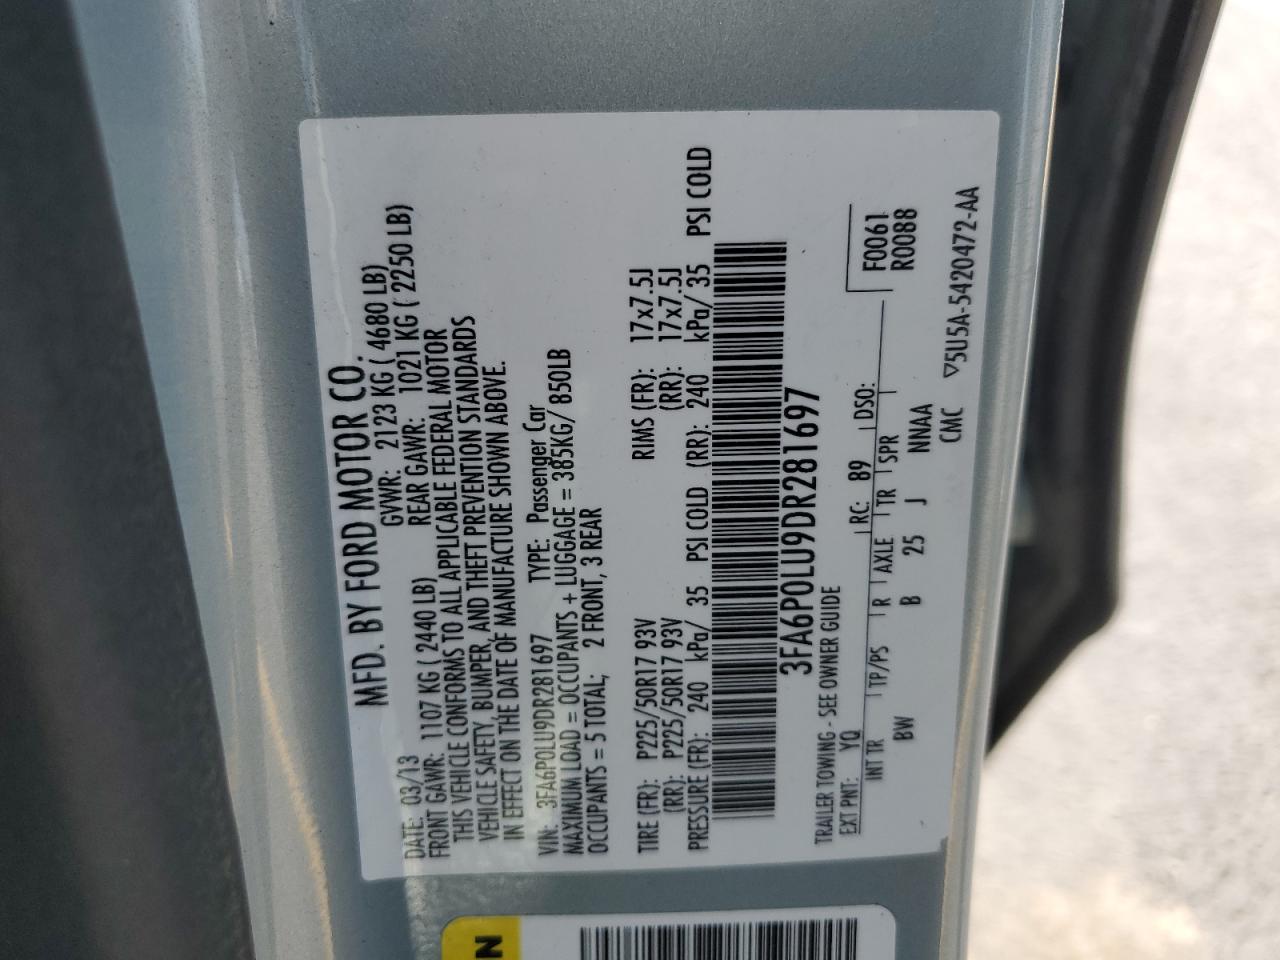 MFD. BY FORD MOTOR CO.
DATE: 03/13 GVWR: 2123 KG ( 4680 LB)
FRONT GAWR: 1107 KG ( 2440 LB) REAR GAWR: 1021 KG ( 2250 LB)
THIS VEHICLE CONFORMS TO ALL APPLICABLE FEDERAL MOTOR
VEHICLE SAFETY, BUMPER, AND THEFT PREVENTION STANDARDS
IN EFFECT ON THE DATE OF MANUFACTURE SHOWN ABOVE.
VIN: 3FA6P0LU9DR281697 TYPE: Passenger Car
MAXIMUM LOAD = OCCUPANTS + LUGGAGE = 385KG/ 850LB
OCCUPANTS = 5 TOTAL; 2 FRONT, 3 REAR
TIRE (FR): P225/50R17 93V RIMS (FR): 17x7.5J
(RR): P225/50R17 93V (RR): 17x7.5J
PRESSURE (FR): 240 kPa/ 35 PSI COLD (RR): 240 kPa/ 35 PSI COLD
3FA6P0LU9DR281697
TRAILER TOWING - SEE OWNER GUIDE
EXT PNT: YQ RC: 89 DSO: F0061
R0088
INT TR TP/PS R AXLE TR SPR
BW B 25 J NNAA
CMC ▽5U5A-5420472-AA
N